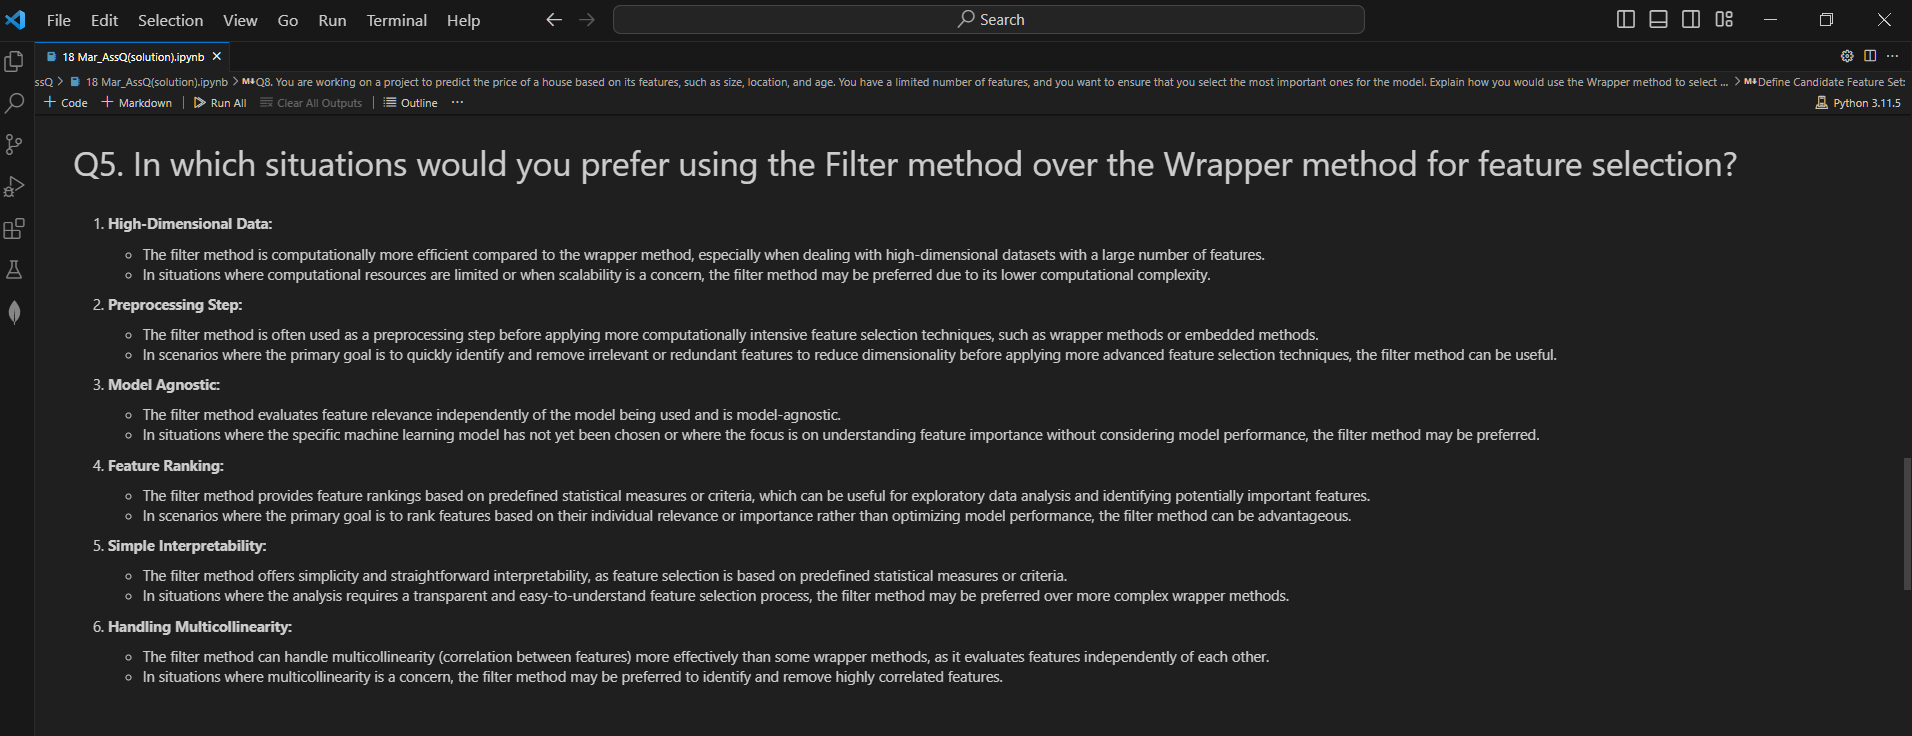 File Edit Selection View Go Run Terminal Help Search
18 Mar_AssQ(solution).ipynb
ssQ > 18 Mar_AssQ(solution).ipynb > M↓Q8. You are working on a project to predict the price of a house based on its features, such as size, location, and age. You have a limited number of features, and you want to ensure that you select the most important ones for the model. Explain how you would use the Wrapper method to select ... > M↓Define Candidate Feature Set:
+ Code + Markdown | Run All Clear All Outputs | Outline ... Python 3.11.5
Q5. In which situations would you prefer using the Filter method over the Wrapper method for feature selection?
1. High-Dimensional Data:
The filter method is computationally more efficient compared to the wrapper method, especially when dealing with high-dimensional datasets with a large number of features.
In situations where computational resources are limited or when scalability is a concern, the filter method may be preferred due to its lower computational complexity.
2. Preprocessing Step:
The filter method is often used as a preprocessing step before applying more computationally intensive feature selection techniques, such as wrapper methods or embedded methods.
In scenarios where the primary goal is to quickly identify and remove irrelevant or redundant features to reduce dimensionality before applying more advanced feature selection techniques, the filter method can be useful.
3. Model Agnostic:
The filter method evaluates feature relevance independently of the model being used and is model-agnostic.
In situations where the specific machine learning model has not yet been chosen or where the focus is on understanding feature importance without considering model performance, the filter method may be preferred.
4. Feature Ranking:
The filter method provides feature rankings based on predefined statistical measures or criteria, which can be useful for exploratory data analysis and identifying potentially important features.
In scenarios where the primary goal is to rank features based on their individual relevance or importance rather than optimizing model performance, the filter method can be advantageous.
5. Simple Interpretability:
The filter method offers simplicity and straightforward interpretability, as feature selection is based on predefined statistical measures or criteria.
In situations where the analysis requires a transparent and easy-to-understand feature selection process, the filter method may be preferred over more complex wrapper methods.
6. Handling Multicollinearity:
The filter method can handle multicollinearity (correlation between features) more effectively than some wrapper methods, as it evaluates features independently of each other.
In situations where multicollinearity is a concern, the filter method may be preferred to identify and remove highly correlated features.